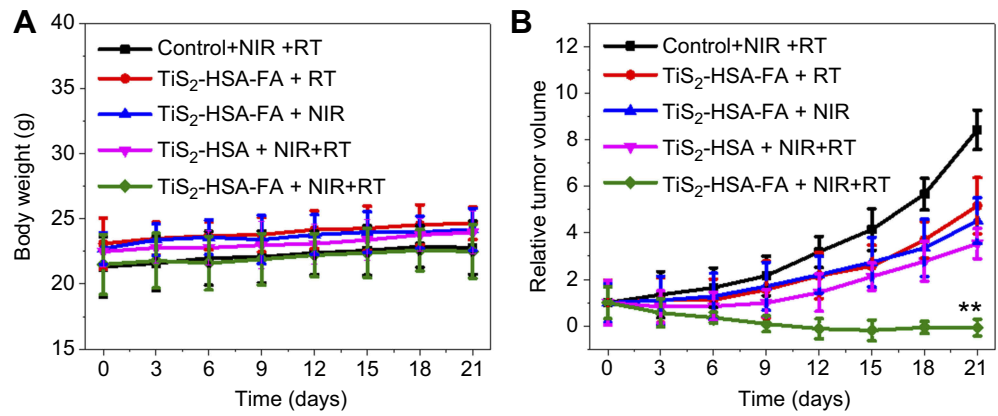 A
40
35
30
25
20
15
Body weight (g)
Control+NIR +RT
TiS₂-HSA-FA + RT
TiS₂-HSA-FA + NIR
TiS₂-HSA + NIR+RT
TiS₂-HSA-FA + NIR+RT
0 3 6 9 12 15 18 21
Time (days)
B
12
10
8
6
4
2
0
Relative tumor volume
Control+NIR +RT
TiS₂-HSA-FA + RT
TiS₂-HSA-FA + NIR
TiS₂-HSA + NIR+RT
TiS₂-HSA-FA + NIR+RT
**
0 3 6 9 12 15 18 21
Time (days)